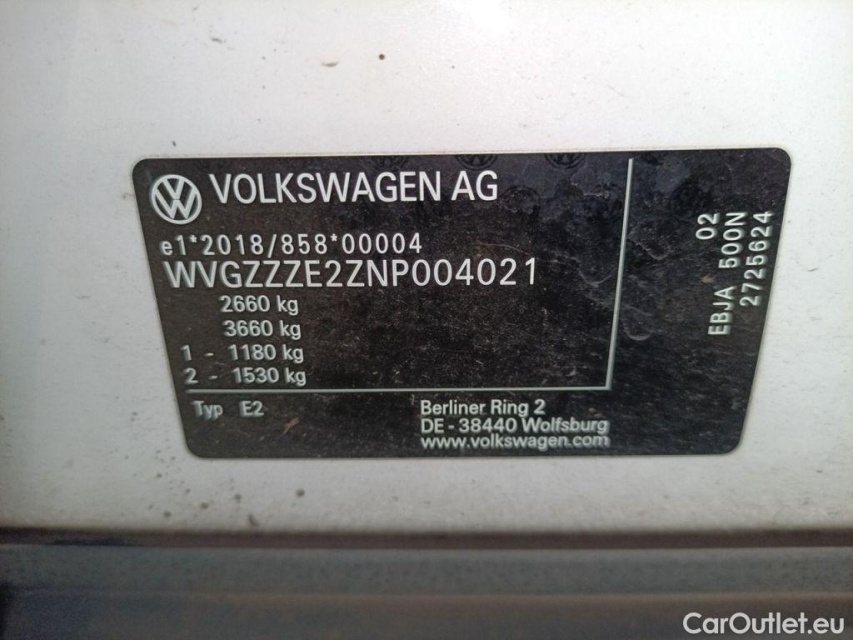 VOLKSWAGEN AG
e1*2018/858*00004
WVGZZZE2ZNP004021
2660 kg
3660 kg
1 - 1180 kg
2 - 1530 kg
Typ E2
Berliner Ring 2
DE - 38440 Wolfsburg
www.volkswagen.com
02
EBJA 500N
2725624
CarOutlet.eu